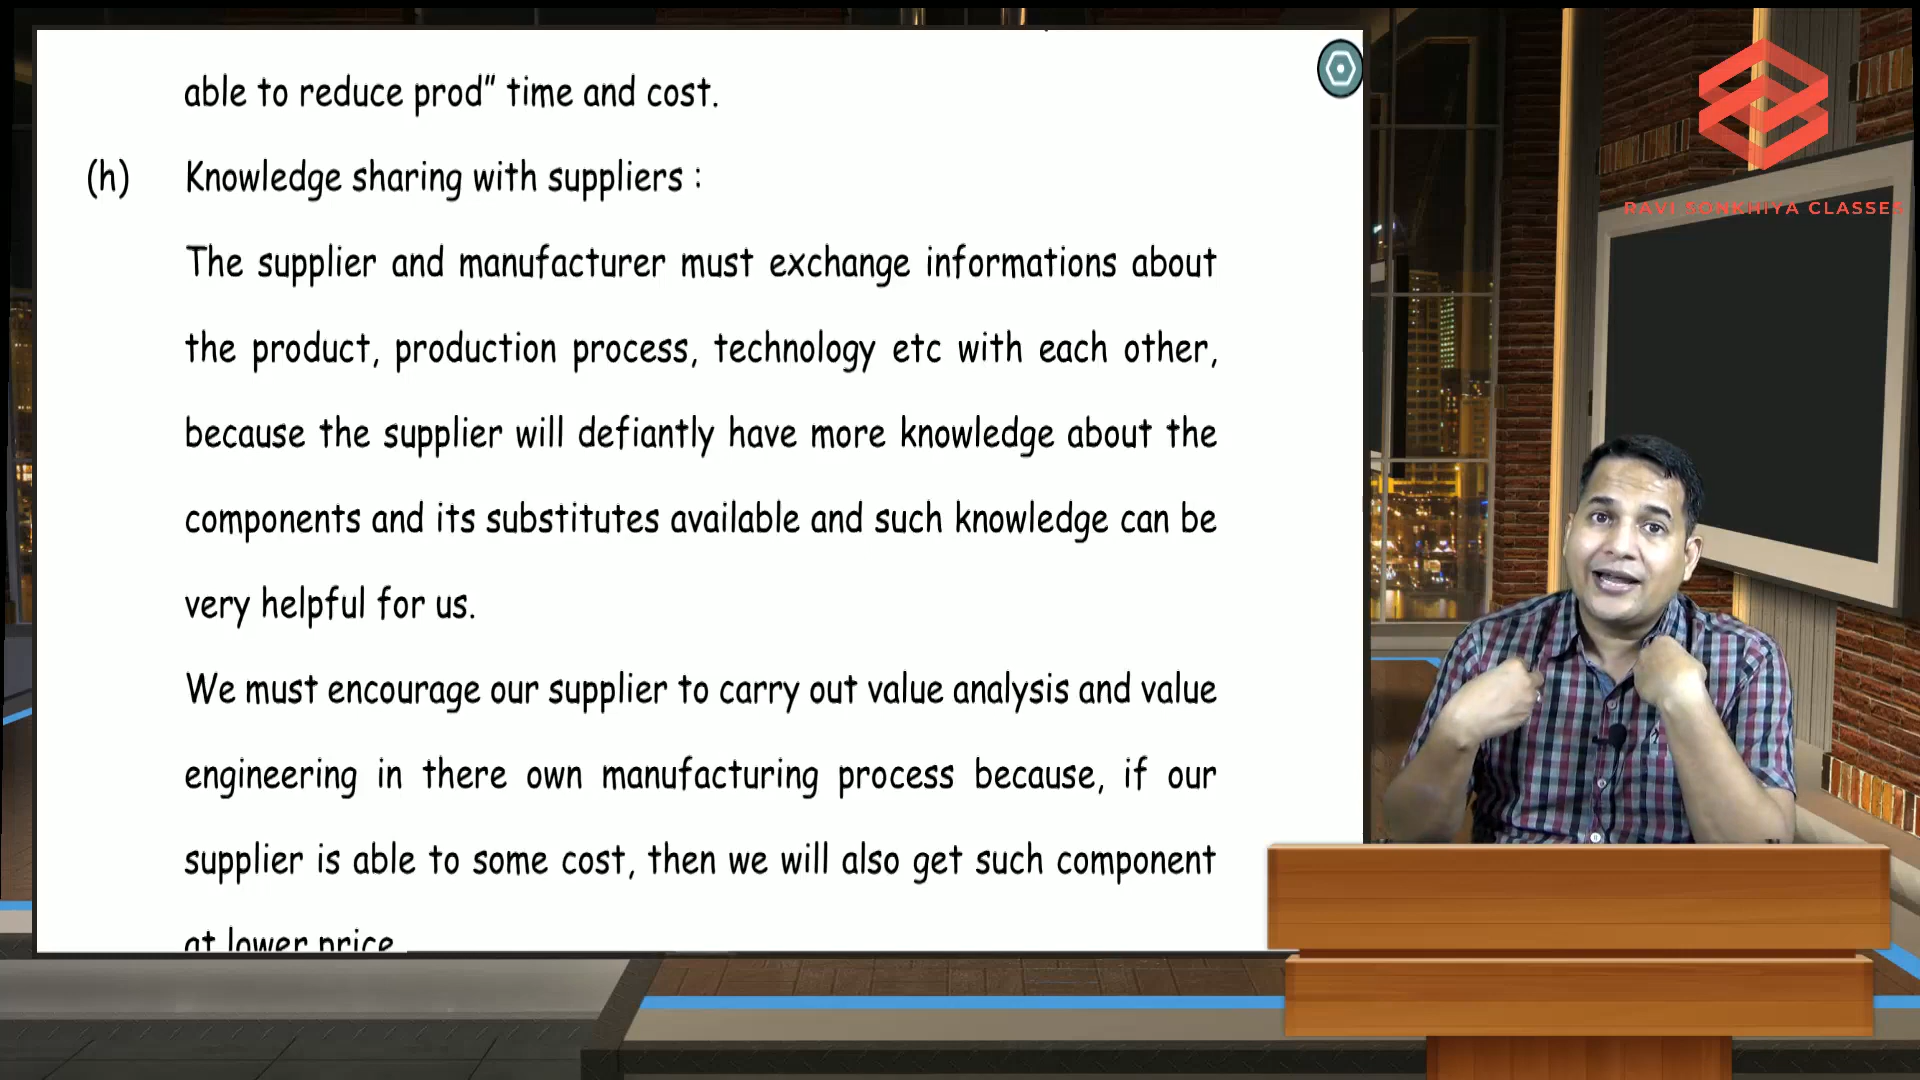 able to reduce prod” time and cost.
(h) Knowledge sharing with suppliers :
The supplier and manufacturer must exchange informations about
the product, production process, technology etc with each other,
because the supplier will defiantly have more knowledge about the
components and its substitutes available and such knowledge can be
very helpful for us.
We must encourage our supplier to carry out value analysis and value
engineering in there own manufacturing process because, if our
supplier is able to some cost, then we will also get such component
at lower price
RAVI SONKHIYA CLASSES